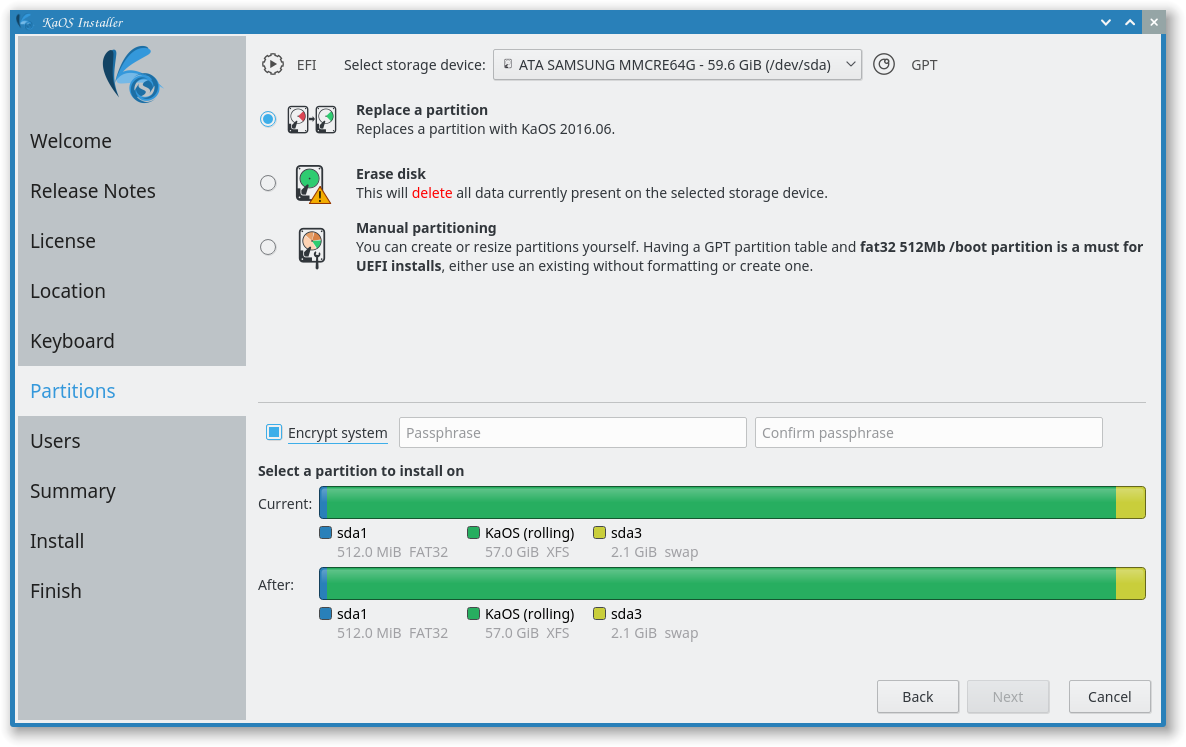 KaOS Installer
EFI Select storage device: ATA SAMSUNG MMCRE64G - 59.6 GiB (/dev/sda) GPT
Welcome
Release Notes
License
Location
Keyboard
Partitions
Users
Summary
Install
Finish
Replace a partition
Replaces a partition with KaOS 2016.06.
Erase disk
This will delete all data currently present on the selected storage device.
Manual partitioning
You can create or resize partitions yourself. Having a GPT partition table and fat32 512Mb /boot partition is a must for
UEFI installs, either use an existing without formatting or create one.
Encrypt system Passphrase Confirm passphrase
Select a partition to install on
Current:
sda1 KaOS (rolling) sda3
512.0 MiB FAT32 57.0 GiB XFS 2.1 GiB swap
After:
sda1 KaOS (rolling) sda3
512.0 MiB FAT32 57.0 GiB XFS 2.1 GiB swap
Back Next Cancel